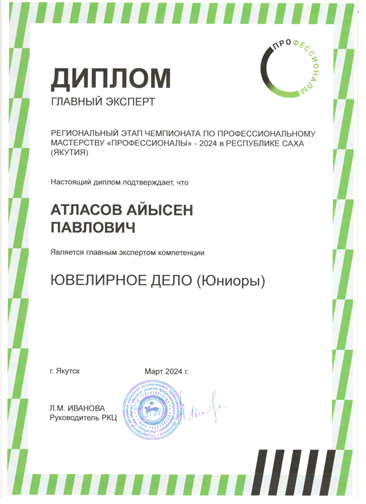 ПРОФЕССИОНАЛЫ
ДИПЛОМ
ГЛАВНЫЙ ЭКСПЕРТ
РЕГИОНАЛЬНЫЙ ЭТАП ЧЕМПИОНАТА ПО ПРОФЕССИОНАЛЬНОМУ
МАСТЕРСТВУ «ПРОФЕССИОНАЛЫ» - 2024 в РЕСПУБЛИКЕ САХА
(ЯКУТИЯ)
Настоящий диплом подтверждает, что
АТЛАСОВ АЙЫСЕН
ПАВЛОВИЧ
Является главным экспертом компетенции
ЮВЕЛИРНОЕ ДЕЛО (Юниоры)
г. Якутск Март 2024 г.
Л.М. ИВАНОВА
Руководитель РКЦ